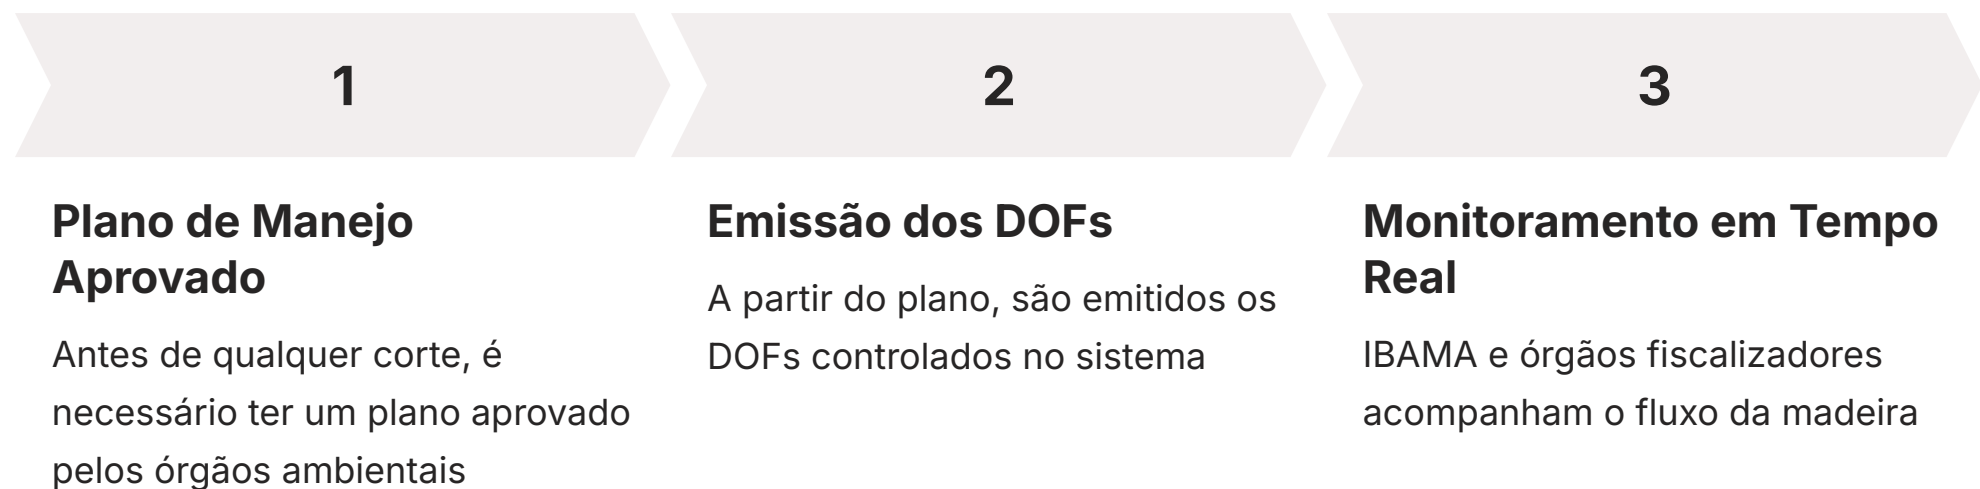 1
Plano de Manejo
Aprovado
Antes de qualquer corte, é
necessário ter um plano aprovado
pelos órgãos ambientais
2
Emissão dos DOFs
A partir do plano, são emitidos os
DOFs controlados no sistema
3
Monitoramento em Tempo
Real
IBAMA e órgãos fiscalizadores
acompanham o fluxo da madeira